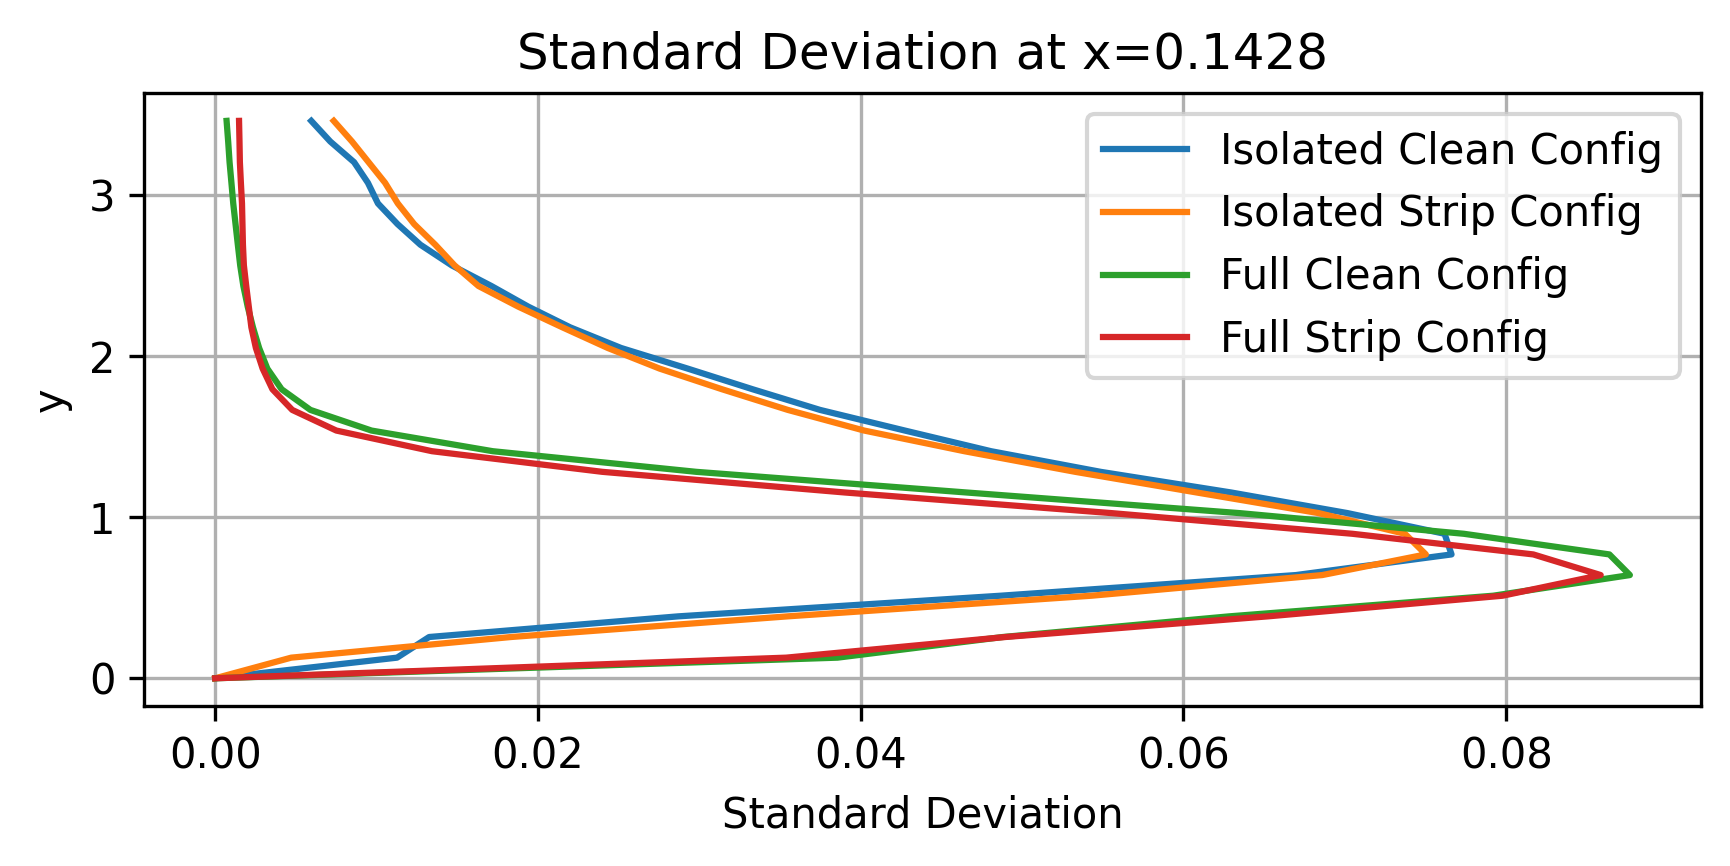 Standard Deviation at x=0.1428
Isolated Clean Config
Isolated Strip Config
Full Clean Config
Full Strip Config
y
3
2
1
0
0.00 0.02 0.04 0.06 0.08
Standard Deviation